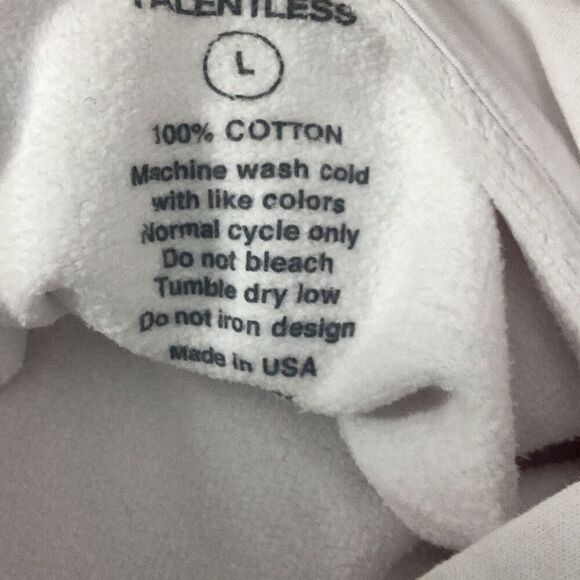 TALENTLESS
L
100% COTTON
Machine wash cold
with like colors
Normal cycle only
Do not bleach
Tumble dry low
Do not iron design
Made in USA